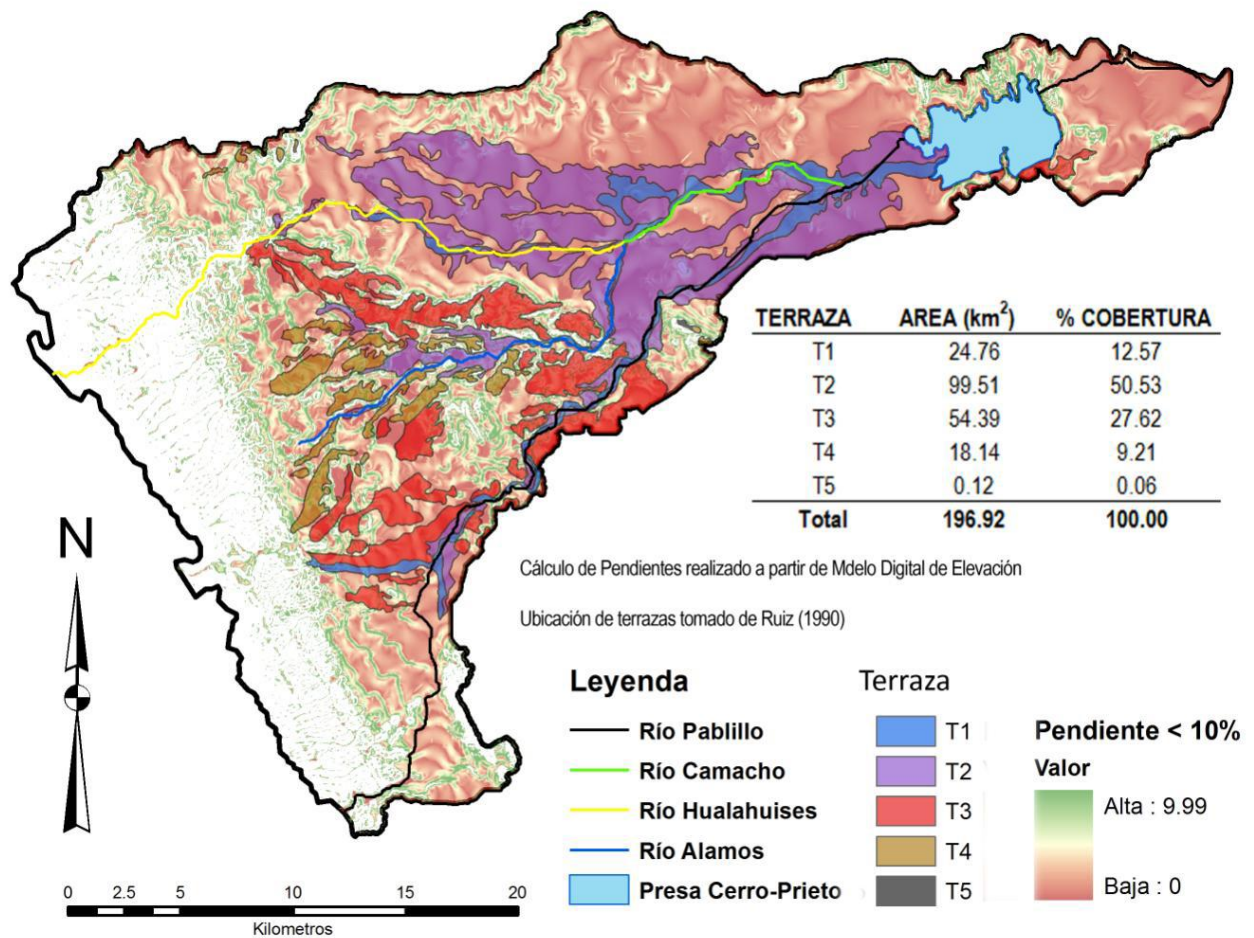 TERRAZA AREA (km²) % COBERTURA
T1 24.76 12.57
T2 99.51 50.53
T3 54.39 27.62
T4 18.14 9.21
T5 0.12 0.06
Total 196.92 100.00
Cálculo de Pendientes realizado a partir de Mdelo Digital de Elevación
Ubicación de terrazas tomado de Ruiz (1990)
N
0 2.5 5 10 15 20
Kilometros
Leyenda
Río Pablillo
Río Camacho
Río Hualahuises
Río Alamos
Presa Cerro-Prieto
Terraza
T1
T2
T3
T4
T5
Pendiente < 10%
Valor
Alta : 9.99
Baja : 0